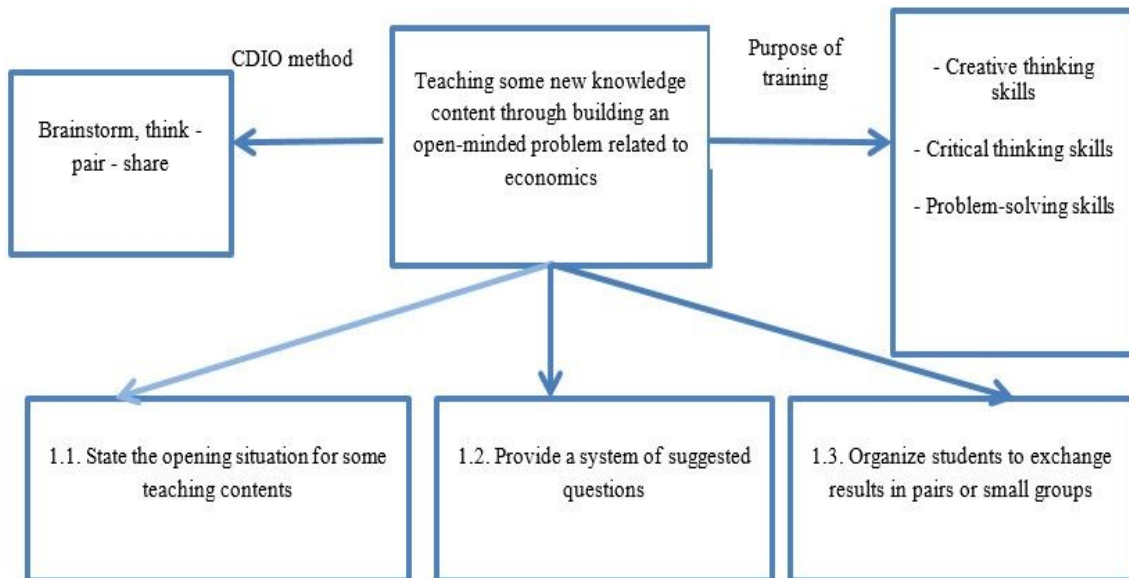 CDIO method
Brainstorm, think -
pair - share
Teaching some new knowledge
content through building an
open-minded problem related to
economics
Purpose of
training
- Creative thinking
skills
- Critical thinking skills
- Problem-solving skills
1.1. State the opening situation for some
teaching contents
1.2. Provide a system of suggested
questions
1.3. Organize students to exchange
results in pairs or small groups